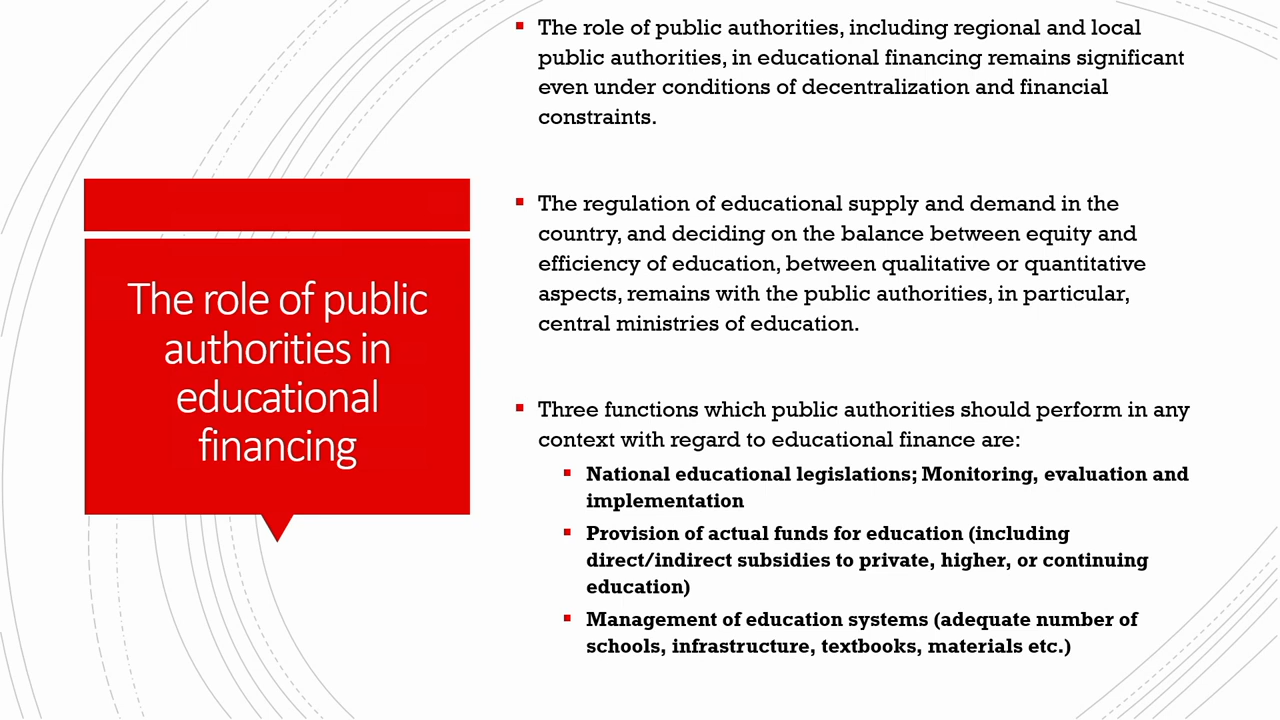 The role of public
authorities in
educational
financing
The role of public authorities, including regional and local
public authorities, in educational financing remains significant
even under conditions of decentralization and financial
constraints.
The regulation of educational supply and demand in the
country, and deciding on the balance between equity and
efficiency of education, between qualitative or quantitative
aspects, remains with the public authorities, in particular,
central ministries of education.
Three functions which public authorities should perform in any
context with regard to educational finance are:
National educational legislations; Monitoring, evaluation and
implementation
Provision of actual funds for education (including
direct/indirect subsidies to private, higher, or continuing
education)
Management of education systems (adequate number of
schools, infrastructure, textbooks, materials etc.)